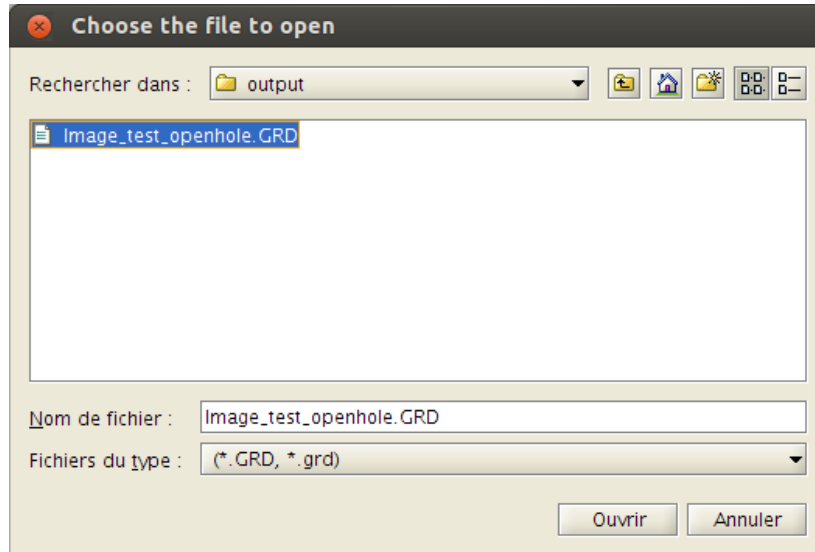 Choose the file to open
Rechercher dans : output
Image_test_openhole.GRD
Nom de fichier : Image_test_openhole.GRD
Fichiers du type : (*.GRD, *.grd)
Ouvrir Annuler